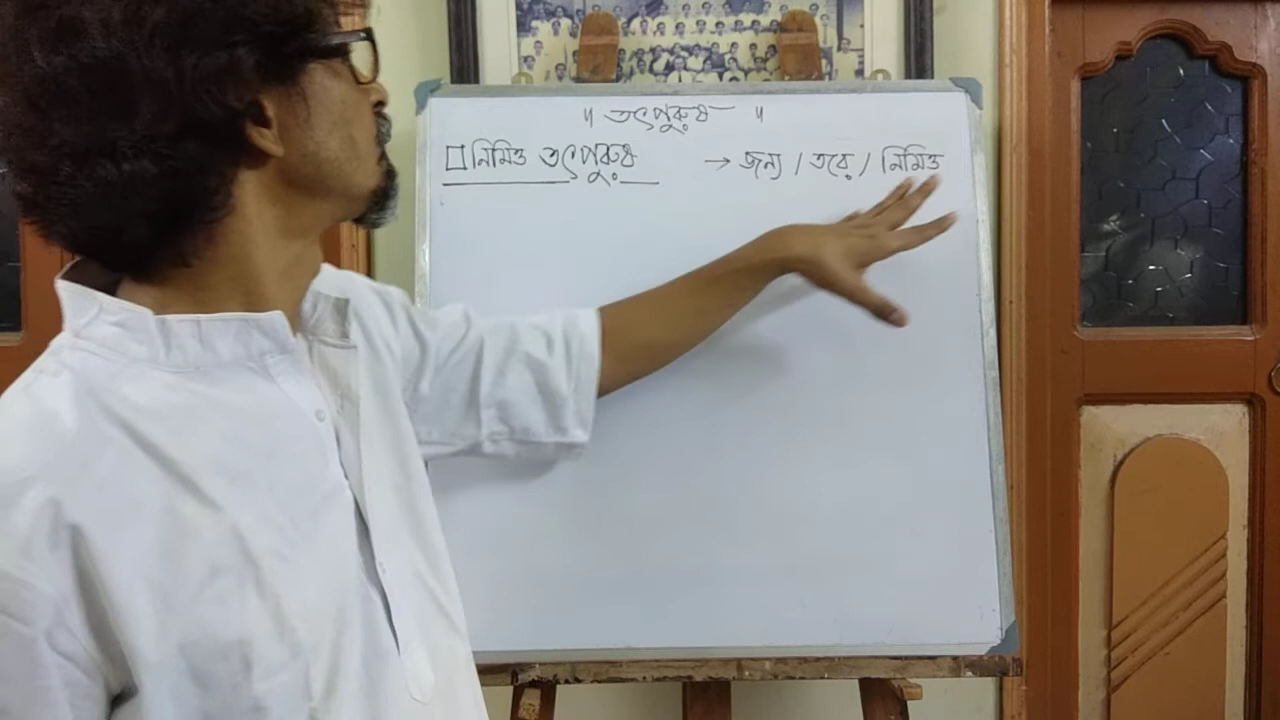 " তৎপুরুষ "
□ নিমিত্ত তৎপুরুষ → জন্য / তরে / নিমিত্ত